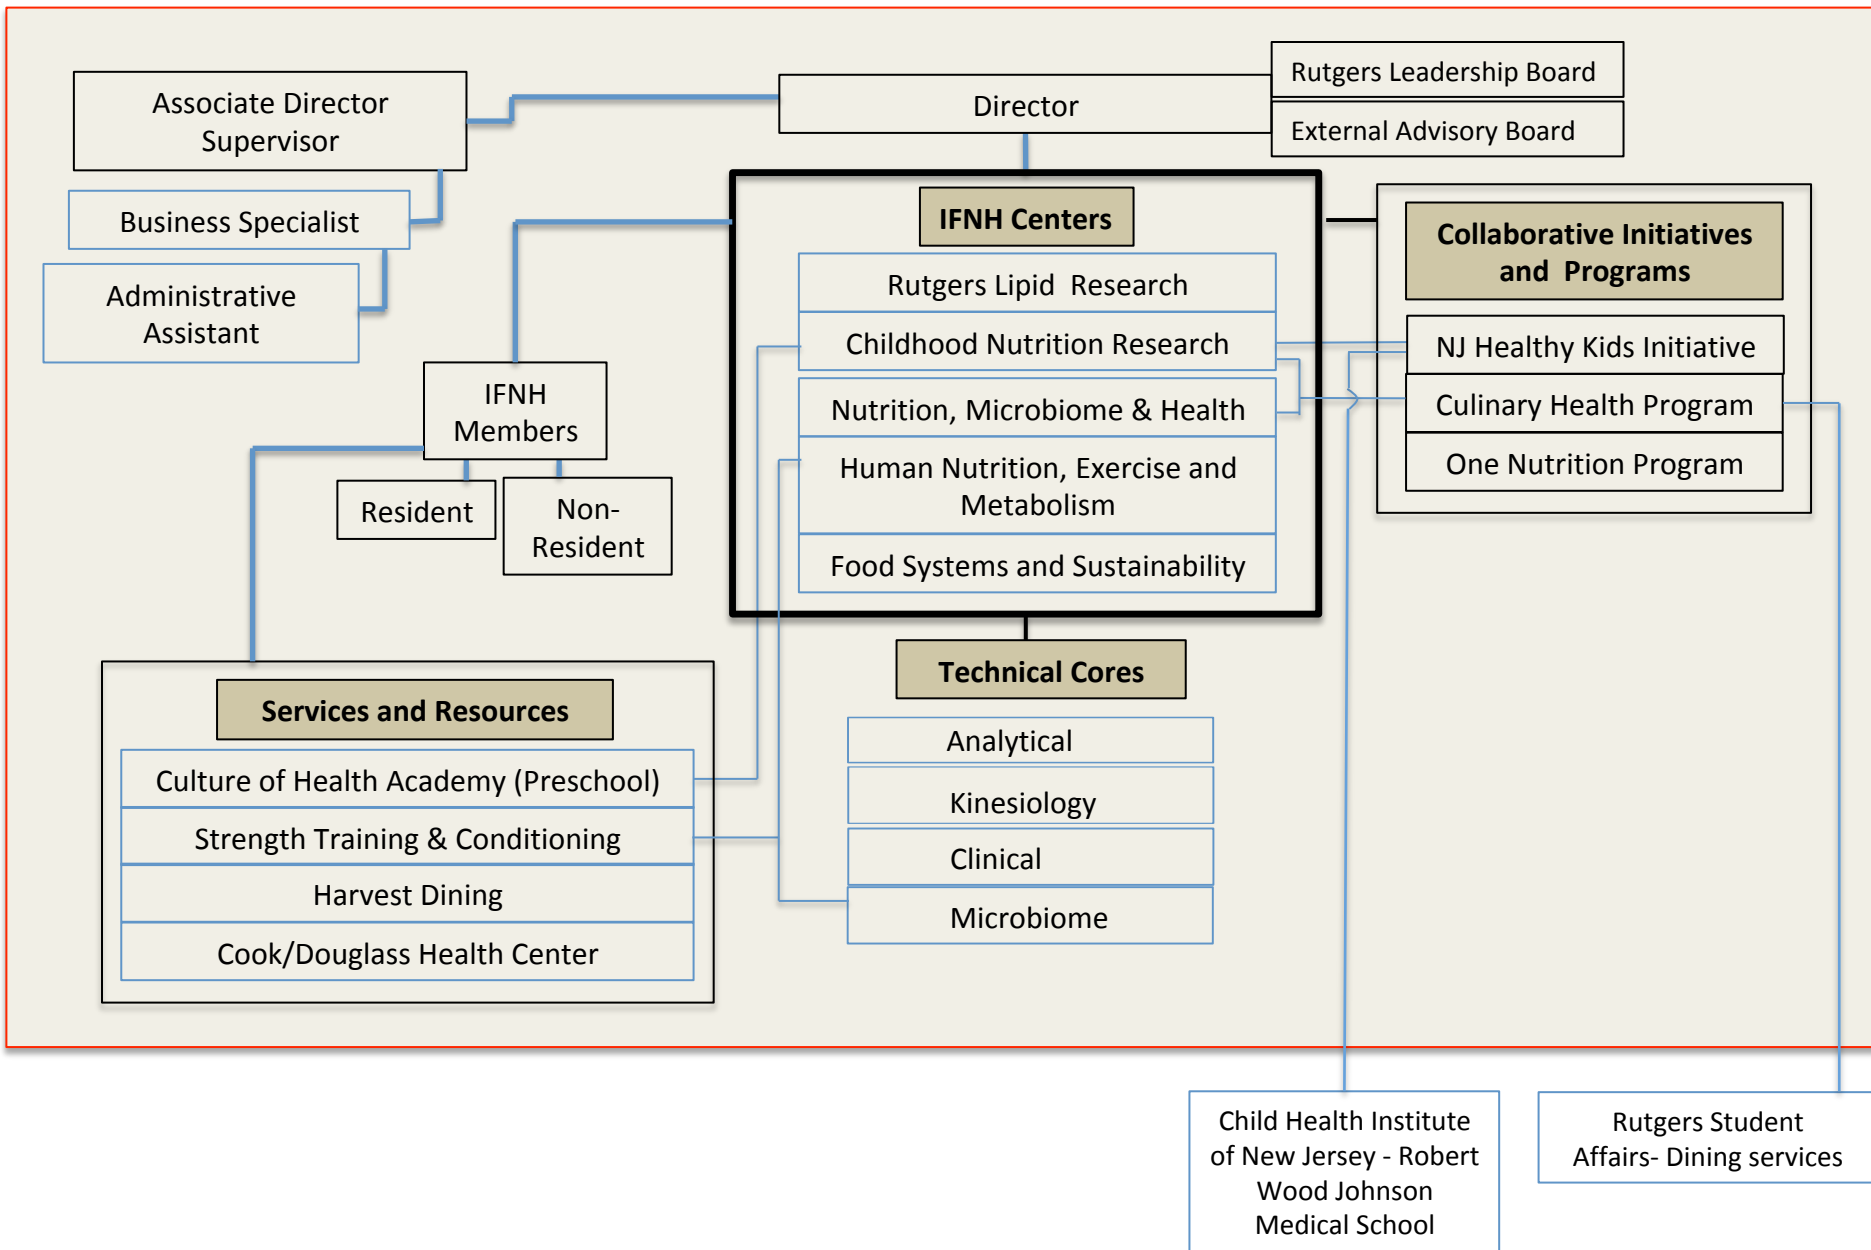 Associate Director
Supervisor
Director
Rutgers Leadership Board
External Advisory Board
Business Specialist
Administrative
Assistant
IFNH
Members
Resident
Non-
Resident
IFNH Centers
Rutgers Lipid Research
Childhood Nutrition Research
Nutrition, Microbiome & Health
Human Nutrition, Exercise and
Metabolism
Food Systems and Sustainability
Collaborative Initiatives
and Programs
NJ Healthy Kids Initiative
Culinary Health Program
One Nutrition Program
Services and Resources
Culture of Health Academy (Preschool)
Strength Training & Conditioning
Harvest Dining
Cook/Douglass Health Center
Technical Cores
Analytical
Kinesiology
Clinical
Microbiome
Child Health Institute
of New Jersey - Robert
Wood Johnson
Medical School
Rutgers Student
Affairs- Dining services